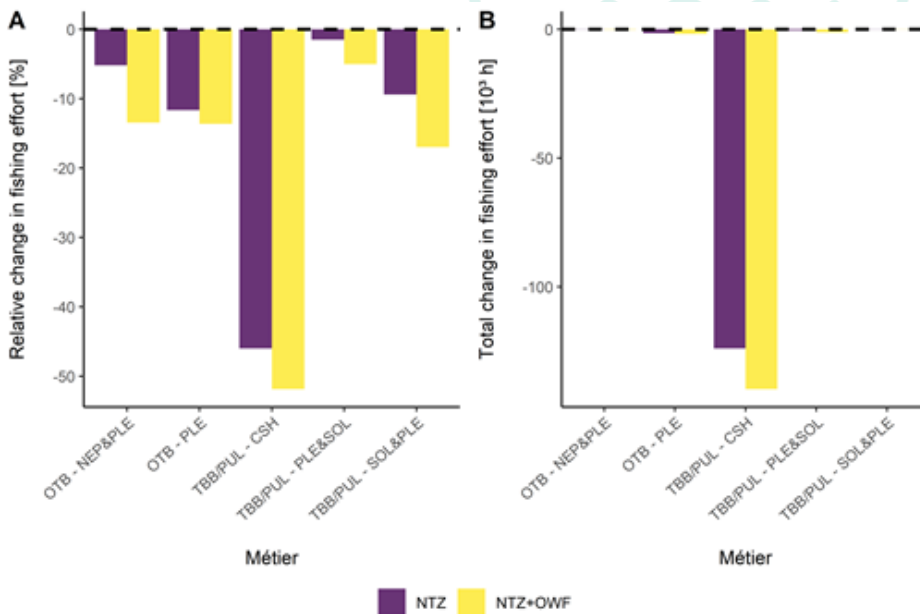 A
Relative change in fishing effort [%]
0
-10
-20
-30
-40
-50
OTB - NEP&PLE
OTB - PLE
TBB/PUL - CSH
TBB/PUL - PLE&SOL
TBB/PUL - SOL&PLE
Métier
B
Total change in fishing effort [10³ h]
0
-50
-100
OTB - NEP&PLE
OTB - PLE
TBB/PUL - CSH
TBB/PUL - PLE&SOL
TBB/PUL - SOL&PLE
Métier
NTZ
NTZ+OWF